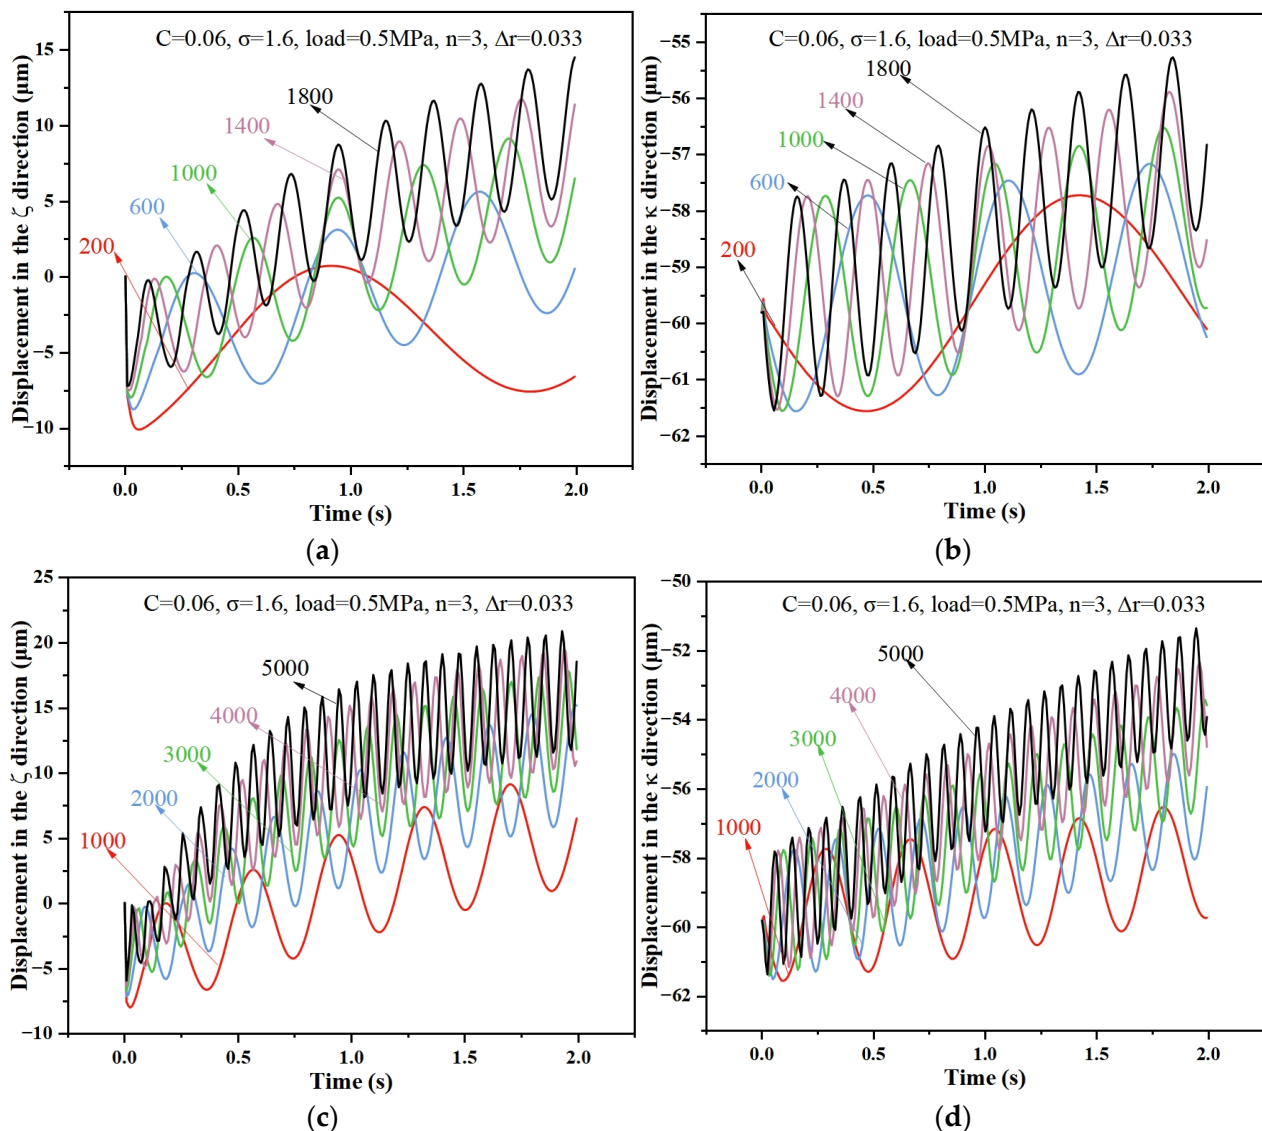 C=0.06, σ=1.6, load=0.5MPa, n=3, Δr=0.033
Displacement in the ζ direction (μm)
15
10
5
0
−5
−10
1800
1400
1000
600
200
0.0 0.5 1.0 1.5 2.0
Time (s)
(a)
C=0.06, σ=1.6, load=0.5MPa, n=3, Δr=0.033
Displacement in the κ direction (μm)
−55
−56
−57
−58
−59
−60
−61
−62
1800
1400
1000
600
200
0.0 0.5 1.0 1.5 2.0
Time (s)
(b)
C=0.06, σ=1.6, load=0.5MPa, n=3, Δr=0.033
Displacement in the ζ direction (μm)
25
20
15
10
5
0
−5
−10
5000
4000
3000
2000
1000
0.0 0.5 1.0 1.5 2.0
Time (s)
(c)
C=0.06, σ=1.6, load=0.5MPa, n=3, Δr=0.033
Displacement in the κ direction (μm)
−50
−52
−54
−56
−58
−60
−62
5000
4000
3000
2000
1000
0.0 0.5 1.0 1.5 2.0
Time (s)
(d)